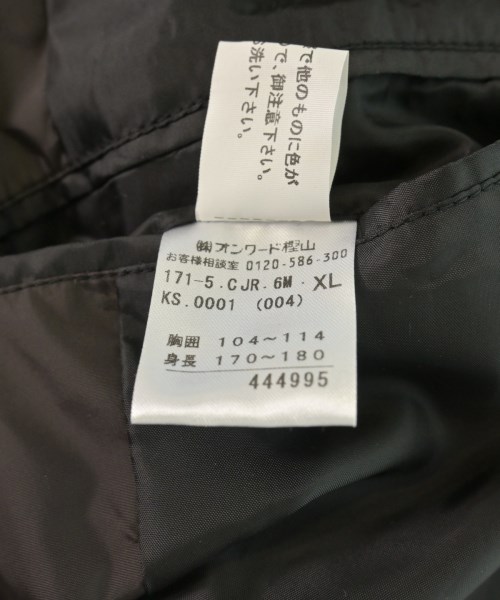 で他のものに色が
で、御注意下さい。
洗い下さい。
㈱オンワード樫山
お客様相談室 0120-586-300
171-5.CJR.6M・XL
KS.0001 (004)
胸囲 104～114
身長 170～180
444995